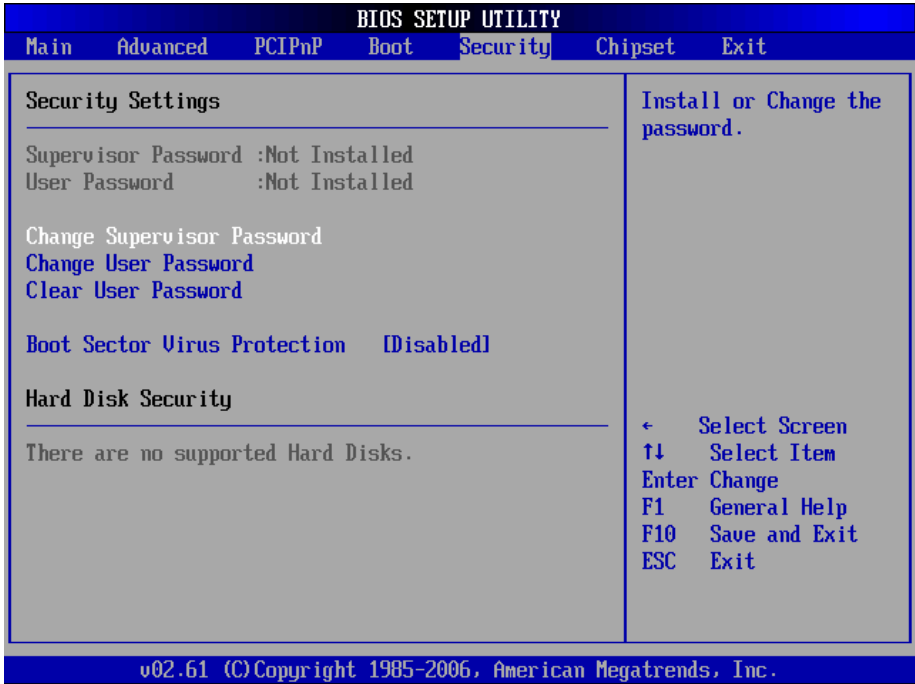 BIOS SETUP UTILITY
Main Advanced PCIPnP Boot Security Chipset Exit
Security Settings
Supervisor Password :Not Installed
User Password :Not Installed
Change Supervisor Password
Change User Password
Clear User Password
Boot Sector Virus Protection [Disabled]
Hard Disk Security
There are no supported Hard Disks.
Install or Change the
password.
← Select Screen
↑↓ Select Item
Enter Change
F1 General Help
F10 Save and Exit
ESC Exit
v02.61 (C)Copyright 1985-2006, American Megatrends, Inc.